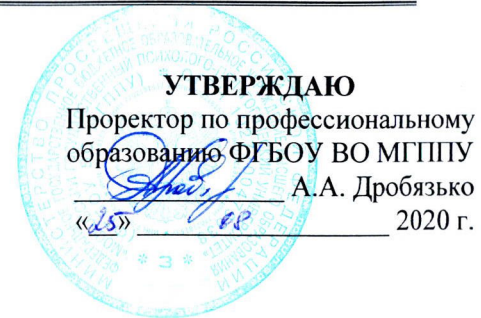 УТВЕРЖДАЮ
Проректор по профессиональному
образованию ФГБОУ ВО МГППУ
А.А. Дробязько
«25» 08 2020 г.